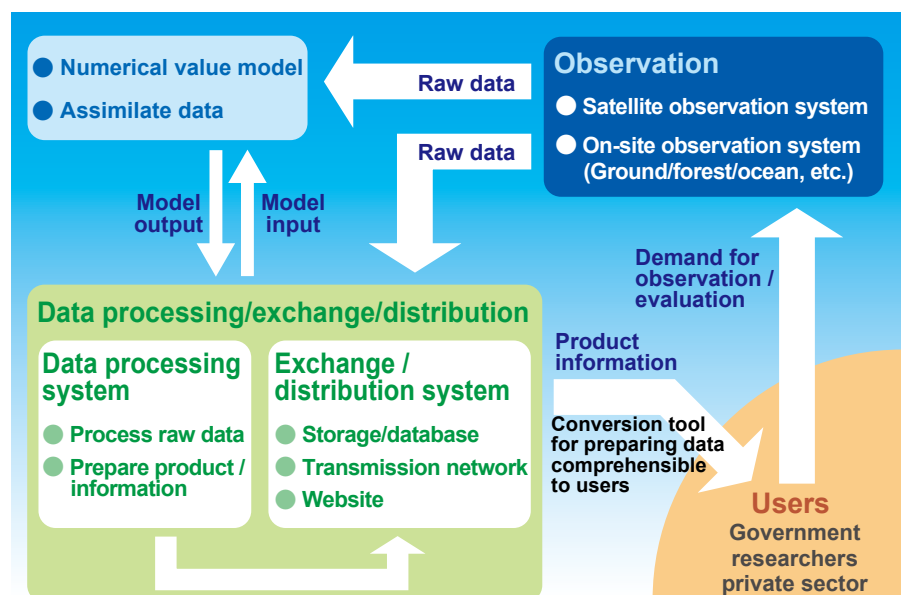 Numerical value model
Assimilate data
Raw data
Observation
Satellite observation system
On-site observation system
(Ground/forest/ocean, etc.)
Raw data
Model
output
Model
input
Demand for
observation /
evaluation
Data processing/exchange/distribution
Data processing
system
Process raw data
Prepare product /
information
Exchange /
distribution system
Storage/database
Transmission network
Website
Product
information
Conversion tool
for preparing data
comprehensible
to users
Users
Government
researchers
private sector